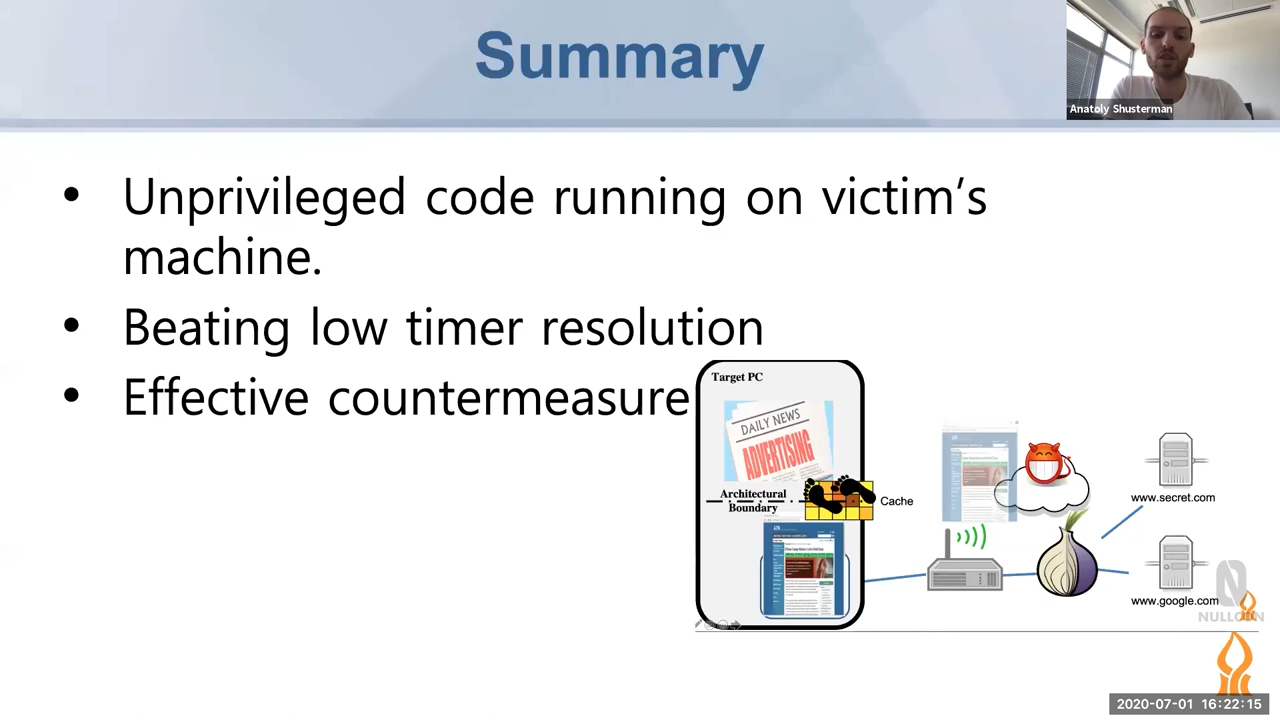 Summary
Anatoly Shusterman
• Unprivileged code running on victim’s
machine.
• Beating low timer resolution
• Effective countermeasure
Target PC
DAILY NEWS
ADVERTISING
Architectural
Boundary
Cache
www.secret.com
www.google.com
NULLCON
2020-07-01 16:22:15